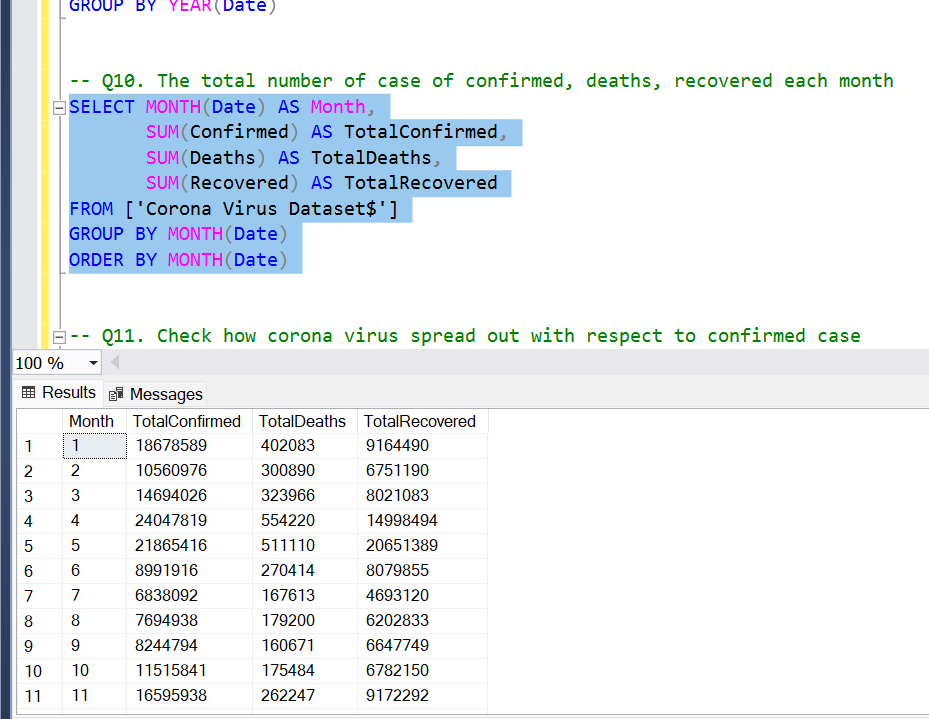 GROUP BY YEAR(Date)
-- Q10. The total number of case of confirmed, deaths, recovered each month
SELECT MONTH(Date) AS Month,
SUM(Confirmed) AS TotalConfirmed,
SUM(Deaths) AS TotalDeaths,
SUM(Recovered) AS TotalRecovered
FROM ['Corona Virus Dataset$']
GROUP BY MONTH(Date)
ORDER BY MONTH(Date)
-- Q11. Check how corona virus spread out with respect to confirmed case
100 %
Results Messages
Month TotalConfirmed TotalDeaths TotalRecovered
1 1 18678589 402083 9164490
2 2 10560976 300890 6751190
3 3 14694026 323966 8021083
4 4 24047819 554220 14998494
5 5 21865416 511110 20651389
6 6 8991916 270414 8079855
7 7 6838092 167613 4693120
8 8 7694938 179200 6202833
9 9 8244794 160671 6647749
10 10 11515841 175484 6782150
11 11 16595938 262247 9172292